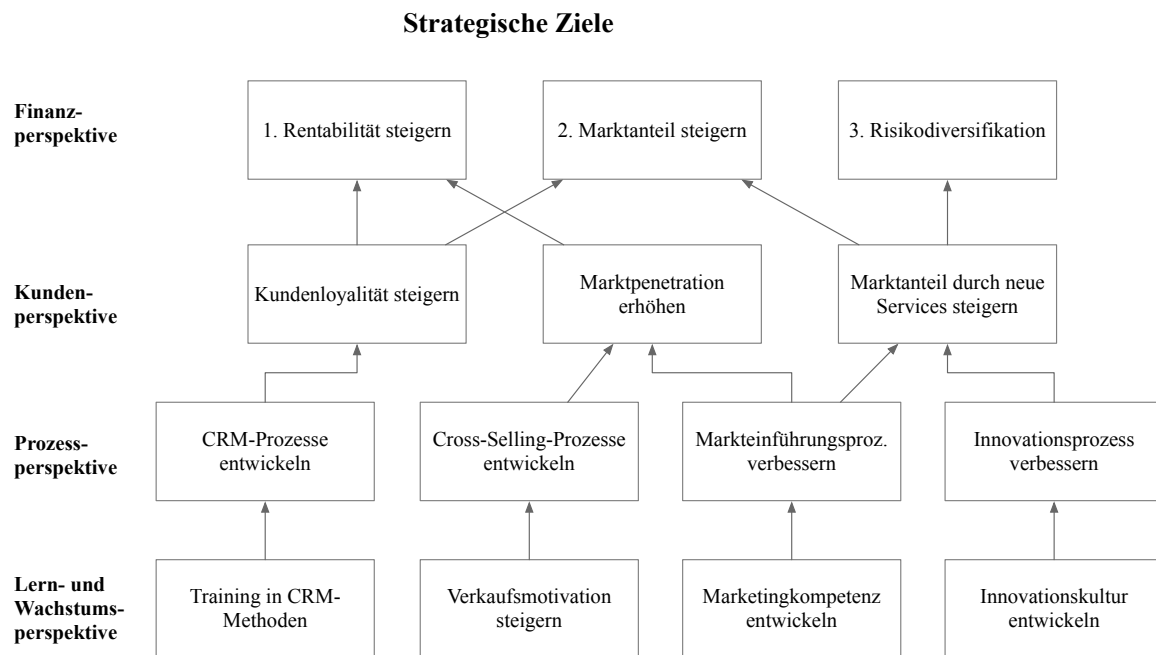 Strategische Ziele
Finanz-
perspektive
1. Rentabilität steigern
2. Marktanteil steigern
3. Risikodiversifikation
Kunden-
perspektive
Kundenloyalität steigern
Marktpenetration
erhöhen
Marktanteil durch neue
Services steigern
Prozess-
perspektive
CRM-Prozesse
entwickeln
Cross-Selling-Prozesse
entwickeln
Markteinführungsproz.
verbessern
Innovationsprozess
verbessern
Lern- und
Wachstums-
perspektive
Training in CRM-
Methoden
Verkaufsmotivation
steigern
Marketingkompetenz
entwickeln
Innovationskultur
entwickeln